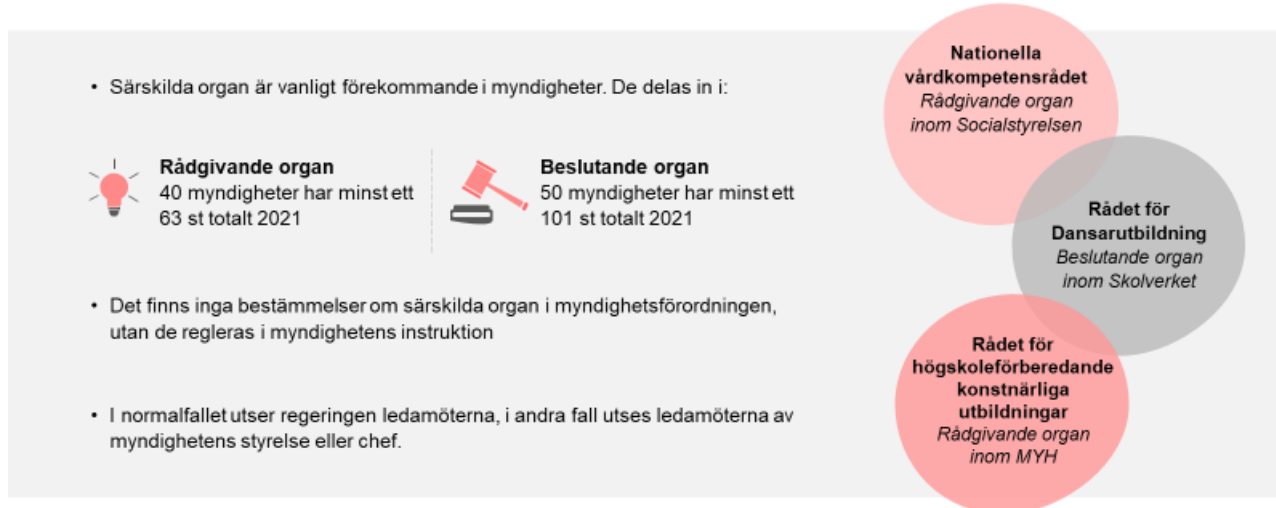 • Särskilda organ är vanligt förekommande i myndigheter. De delas in i:
Rådgivande organ
40 myndigheter har minst ett
63 st totalt 2021
Beslutande organ
50 myndigheter har minst ett
101 st totalt 2021
• Det finns inga bestämmelser om särskilda organ i myndighetsförordningen,
utan de regleras i myndighetens instruktion
• I normalfallet utser regeringen ledamöterna, i andra fall utses ledamöterna av
myndighetens styrelse eller chef.
Nationella
vårdkompetensrådet
Rådgivande organ
inom Socialstyrelsen
Rådet för
Dansarutbildning
Beslutande organ
inom Skolverket
Rådet för
högskoleförberedande
konstnärliga
utbildningar
Rådgivande organ
inom MYH